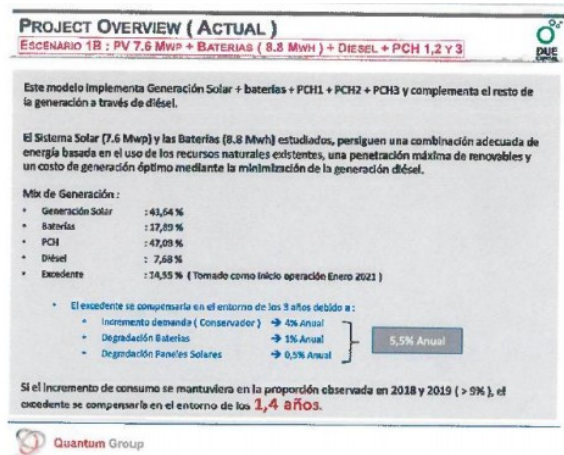 PROJECT OVERVIEW ( ACTUAL )
ESCENARIO 1B : PV 7.6 MWP + BATERIAS ( 8.8 MWH ) + DIESEL + PCH 1,2 Y 3
DUE
CAPITAL
Este modelo implementa Generación Solar + baterías + PCH1 + PCH2 + PCH3 y complementa el resto de
la generación a través de diésel.
El Sistema Solar (7.6 Mwp) y las Baterías (8.8 Mwh) estudiados, persiguen una combinación adecuada de
energía basada en el uso de los recursos naturales existentes, una penetración máxima de renovables y
un costo de generación óptimo mediante la minimización de la generación diésel.
Mix de Generación :
• Generación Solar : 43,64 %
• Baterías : 17,89 %
• PCH : 47,09 %
• Diésel : 7,68 %
• Excedente : 14,55 % ( Tomado como inicio operación Enero 2021 )
• El excedente se compensaría en el entorno de los 3 años debido a :
• Incremento demanda ( Conservador ) → 4% Anual
• Degradación Baterías → 1% Anual
• Degradación Paneles Solares → 0,5% Anual
5,5% Anual
Si el incremento de consumo se mantuviera en la proporción observada en 2018 y 2019 ( > 9% ), el
excedente se compensaría en el entorno de los 1,4 años.
Quantum Group